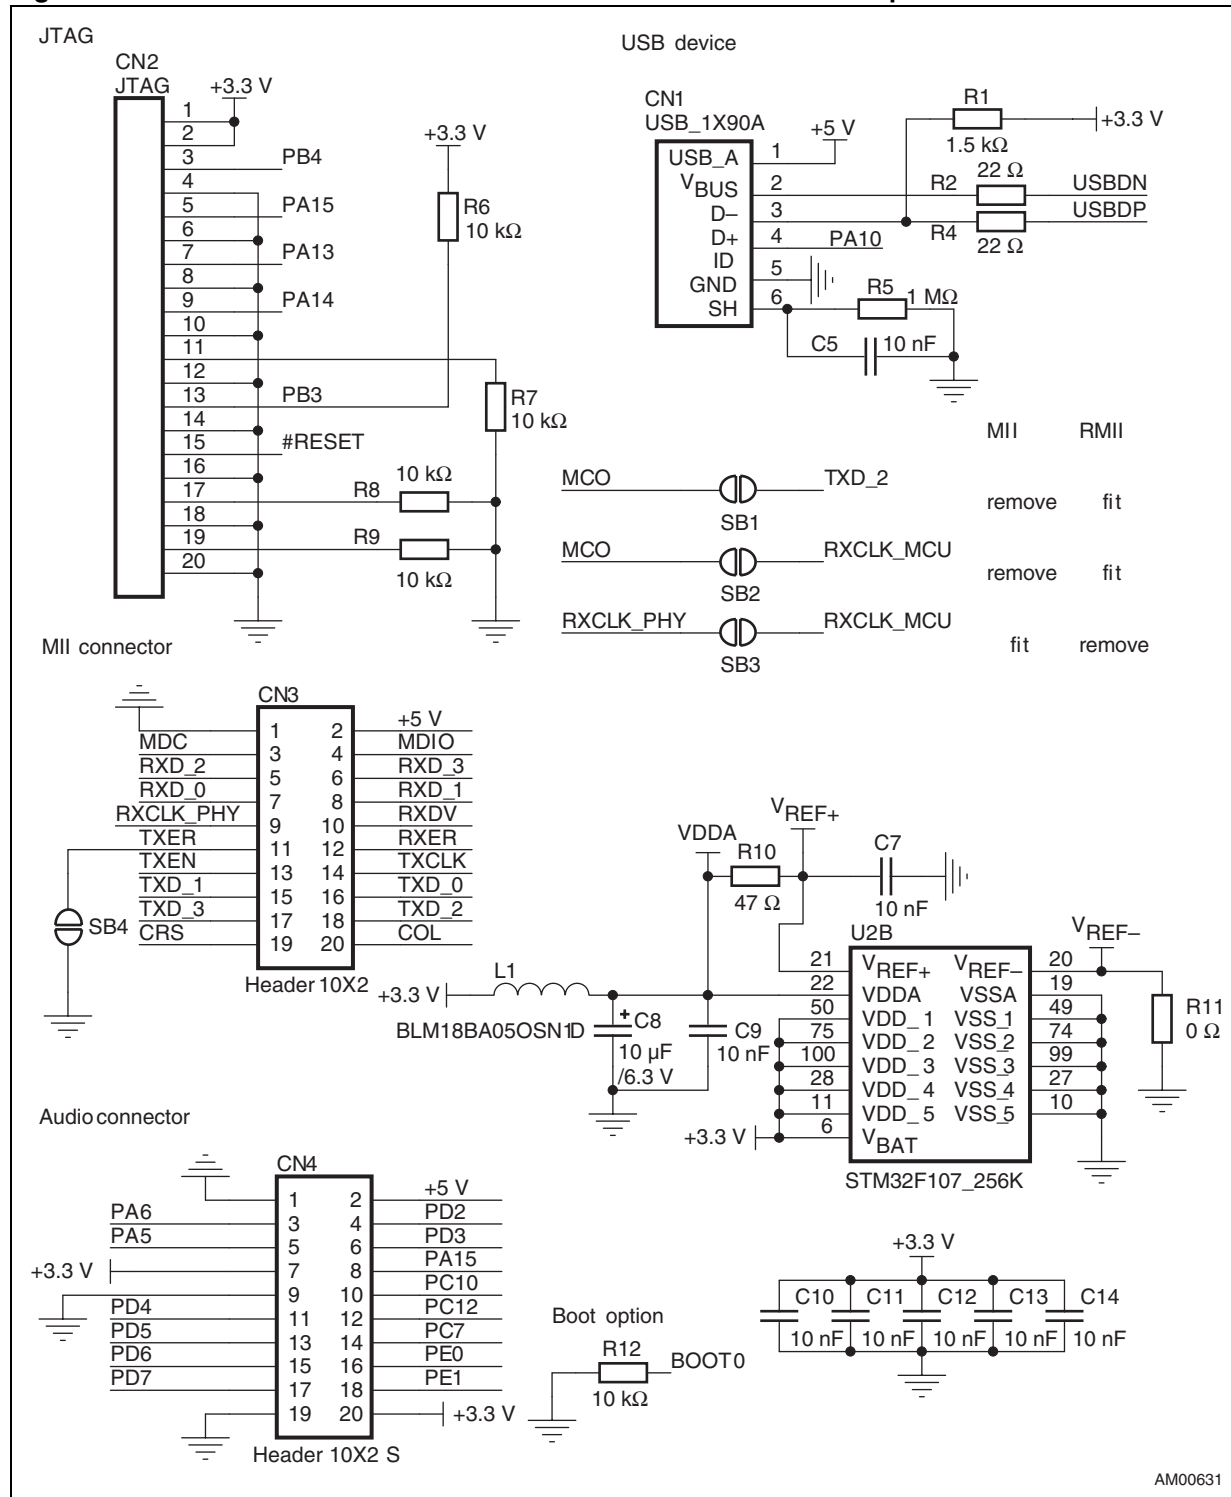 JTAG
CN2
JTAG
+3.3 V
1
2
3 PB4
4
5 PA15
6
7 PA13
8
9 PA14
10
11
12
13 PB3
14
15 #RESET
16
17
18
19
20
+3.3 V
R6
10 kΩ
R7
10 kΩ
10 kΩ
R8
R9
10 kΩ
USB device
CN1
USB_1X90A
+5 V
USB_A 1
VBUS 2
D– 3
D+ 4 PA10
ID 5
GND 6
SH
R1
1.5 kΩ
+3.3 V
22 Ω
R2 USBDN
R4 USBDP
22 Ω
R5 1 MΩ
C5 10 nF
MII RMII
MCO TXD_2
SB1 remove fit
MCO RXCLK_MCU
SB2 remove fit
RXCLK_PHY RXCLK_MCU
SB3 fit remove
MII connector
CN3
1 2 +5 V
MDC 3 4 MDIO
RXD_2 5 6 RXD_3
RXD_0 7 8 RXD_1
RXCLK_PHY 9 10 RXDV
TXER 11 12 RXER
TXEN 13 14 TXCLK
TXD_1 15 16 TXD_0
TXD_3 17 18 TXD_2
CRS 19 20 COL
SB4
Header 10X2
VDDA
VREF+
R10
47 Ω
C7
10 nF
+3.3 V
L1
BLM18BA05OSN1D
+ C8
10 µF
/6.3 V
C9
10 nF
U2B
21 VREF+ VREF– 20
22 VDDA VSSA 19
50 VDD_1 VSS_1 49
75 VDD_2 VSS_2 74
100 VDD_3 VSS_3 99
28 VDD_4 VSS_4 27
11 VDD_5 VSS_5 10
+3.3 V 6 VBAT
STM32F107_256K
VREF–
R11
0 Ω
Audio connector
CN4
1 2 +5 V
PA6 3 4 PD2
PA5 5 6 PD3
+3.3 V 7 8 PA15
9 10 PC10
PD4 11 12 PC12
PD5 13 14 PC7
PD6 15 16 PE0
PD7 17 18 PE1
19 20 +3.3 V
Header 10X2 S
Boot option
R12
10 kΩ
BOOT0
+3.3 V
C10 C11 C12 C13 C14
10 nF 10 nF 10 nF 10 nF 10 nF
AM00631